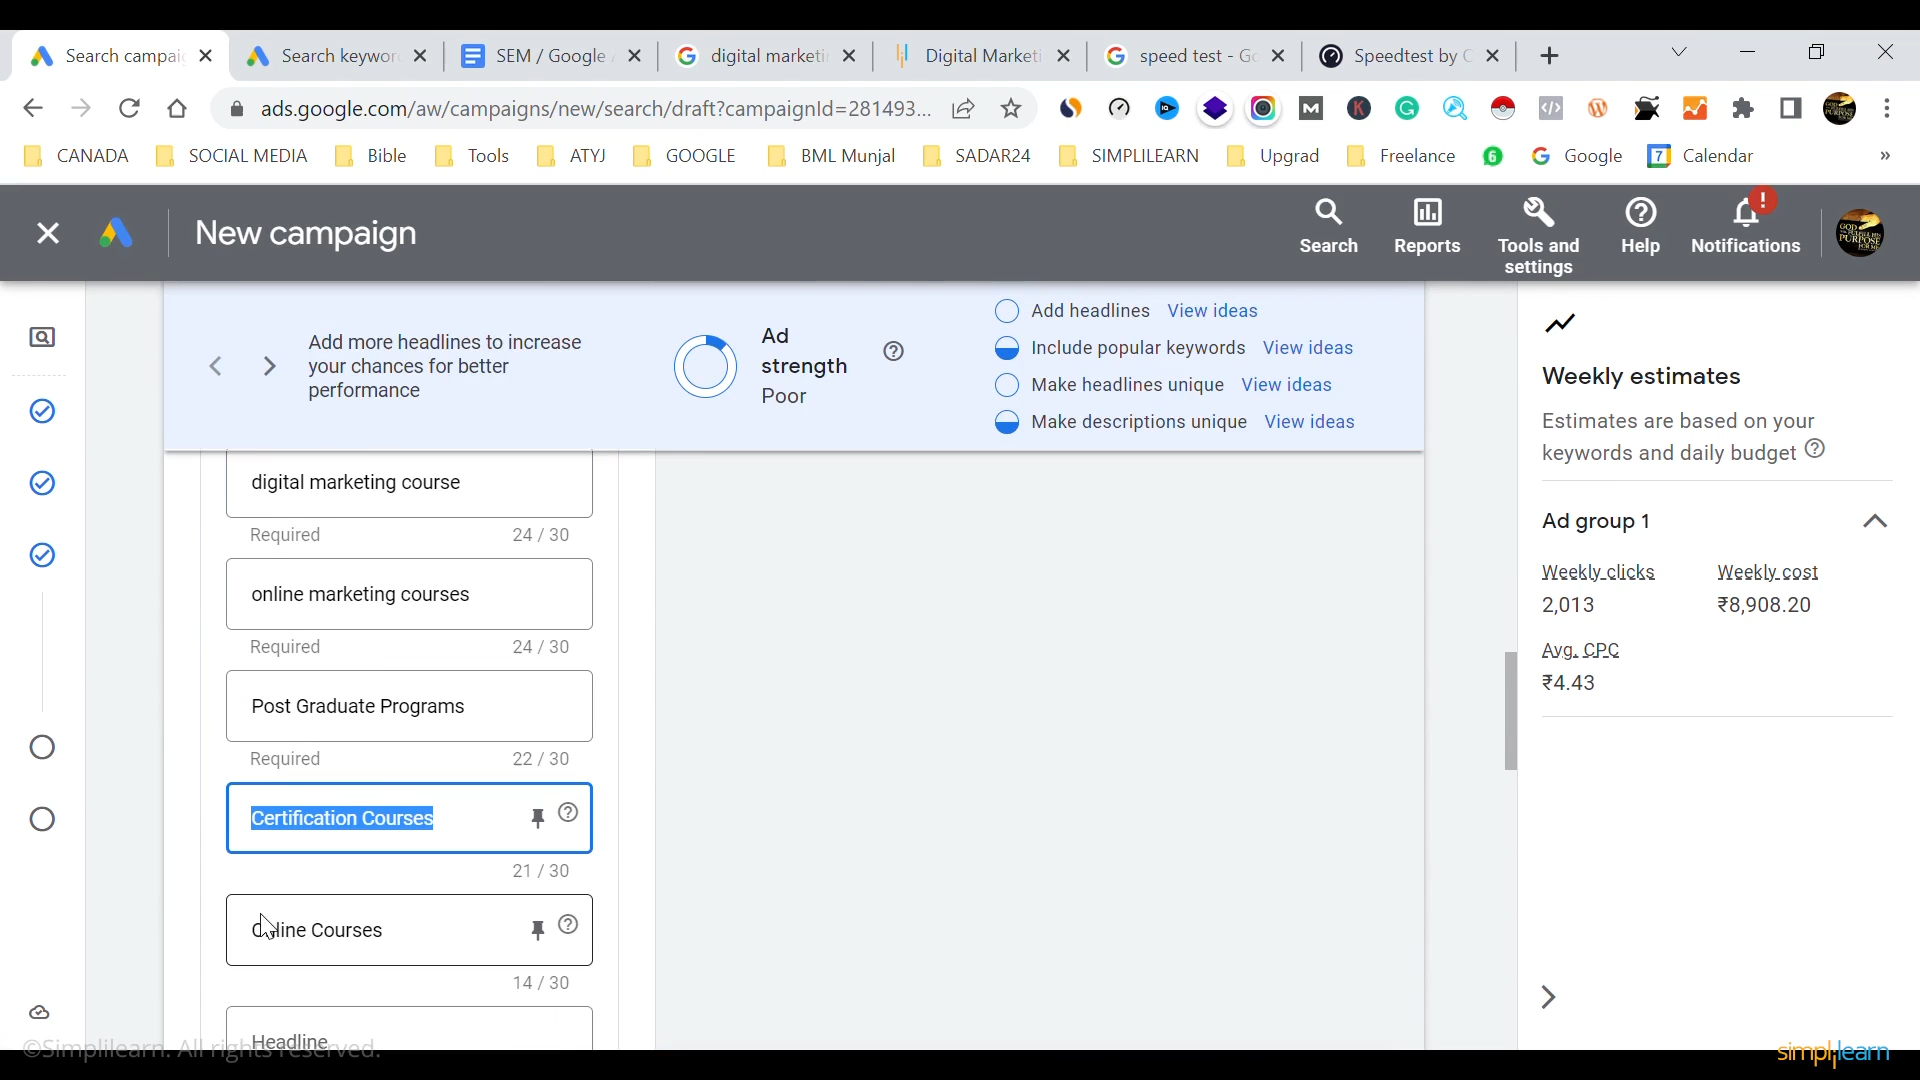 Search campaig
Search keywor
SEM / Google
digital marketi
Digital Marketi
speed test - Go
Speedtest by O
ads.google.com/aw/campaigns/new/search/draft?campaignId=281493...
CANADA
SOCIAL MEDIA
Bible
Tools
ATYJ
GOOGLE
BML Munjal
SADAR24
SIMPLILEARN
Upgrad
Freelance
Google
7
Calendar
»
New campaign
Search
Reports
Tools and
settings
Help
!
Notifications
Add more headlines to increase
your chances for better
performance
Ad
strength
Poor
Add headlines View ideas
Include popular keywords View ideas
Make headlines unique View ideas
Make descriptions unique View ideas
digital marketing course
Required 24 / 30
online marketing courses
Required 24 / 30
Post Graduate Programs
Required 22 / 30
Certification Courses
21 / 30
Online Courses
14 / 30
Headline
Weekly estimates
Estimates are based on your
keywords and daily budget
Ad group 1
Weekly clicks Weekly cost
2,013 ₹8,908.20
Avg. CPC
₹4.43
©Simplilearn. All rights reserved.
simplilearn